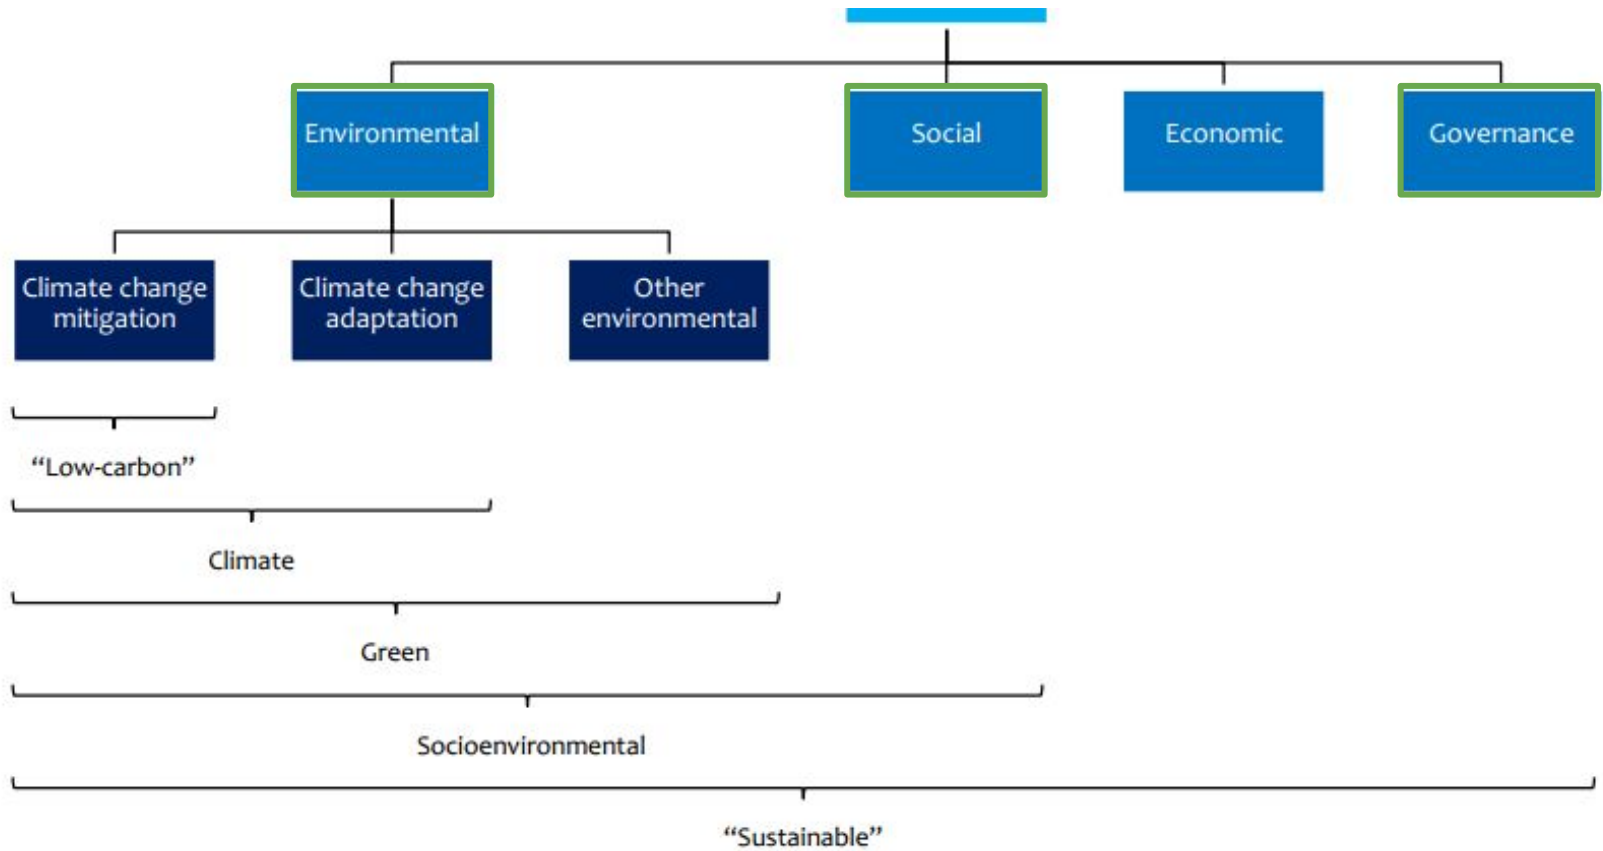 Environmental
Social
Economic
Governance
Climate change
mitigation
Climate change
adaptation
Other
environmental
“Low-carbon”
Climate
Green
Socioenvironmental
“Sustainable”